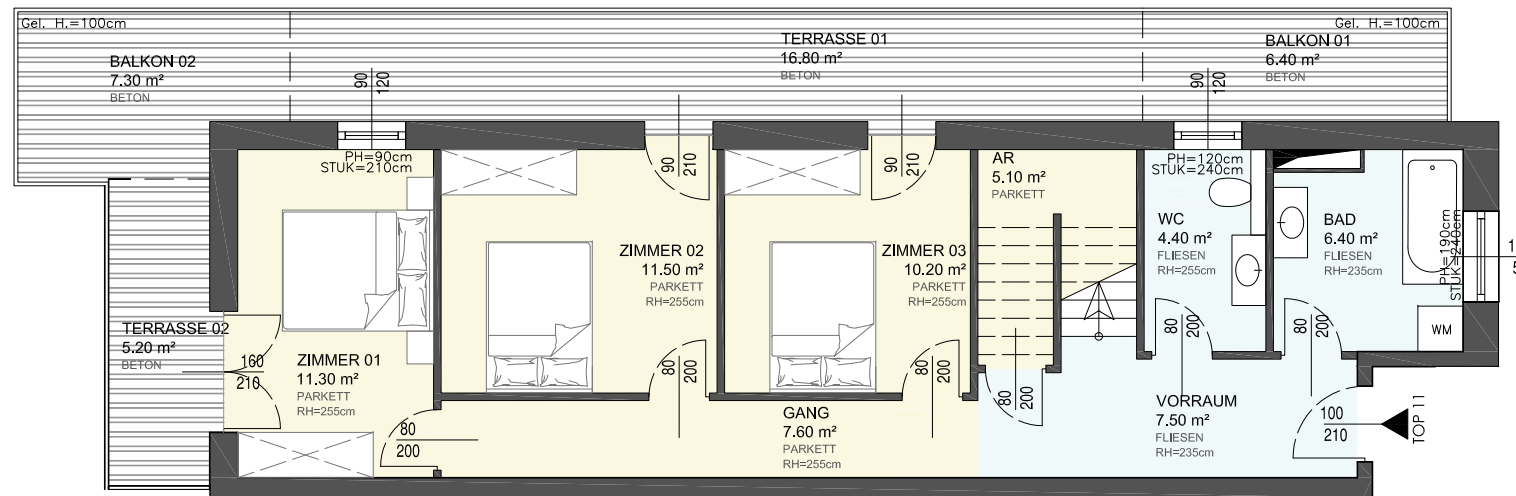 Gel. H.=100cm
Gel. H.=100cm
BALKON 02
7.30 m²
BETON
TERRASSE 01
16.80 m²
BETON
BALKON 01
6.40 m²
BETON
90
120
90
120
PH=90cm
STUK=210cm
90
210
90
210
AR
5.10 m²
PARKETT
PH=120cm
STUK=240cm
WC
4.40 m²
FLIESEN
RH=255cm
BAD
6.40 m²
FLIESEN
RH=235cm
PH=190cm
STUK=240cm
1
5
ZIMMER 02
11.50 m²
PARKETT
RH=255cm
ZIMMER 03
10.20 m²
PARKETT
RH=255cm
TERRASSE 02
5.20 m²
BETON
160
210
ZIMMER 01
11.30 m²
PARKETT
RH=255cm
80
200
80
200
80
200
80
200
WM
80
200
80
200
GANG
7.60 m²
PARKETT
RH=255cm
VORRAUM
7.50 m²
FLIESEN
RH=235cm
100
210
TOP 11